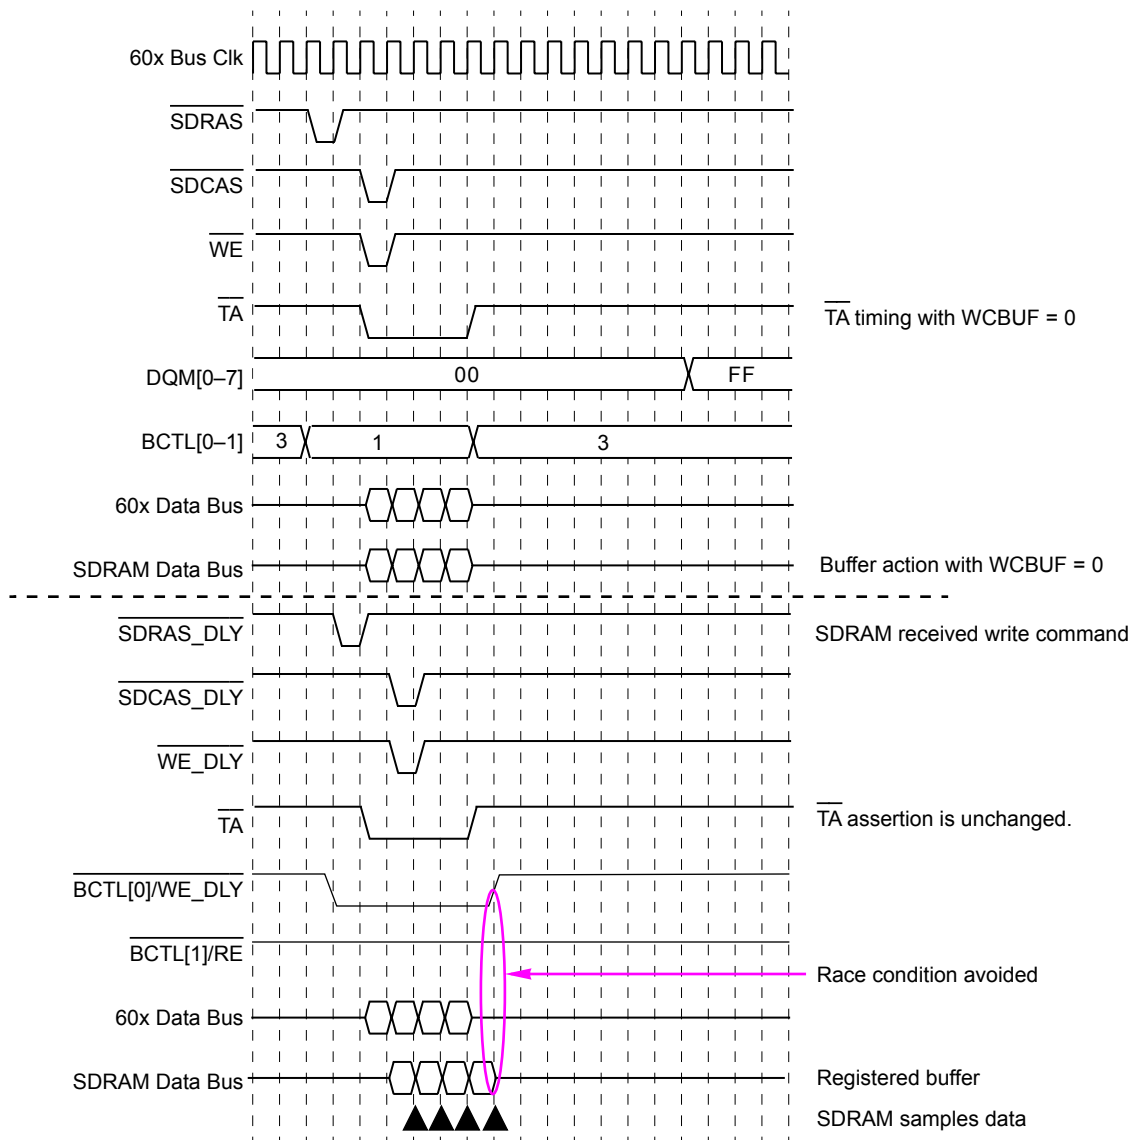 60x Bus Clk
SDRAS
SDCAS
WE
TA
TA timing with WCBUF = 0
DQM[0–7]
00
FF
BCTL[0–1]
3
1
3
60x Data Bus
SDRAM Data Bus
Buffer action with WCBUF = 0
SDRAS_DLY
SDRAM received write command
SDCAS_DLY
WE_DLY
TA
TA assertion is unchanged.
BCTL[0]/WE_DLY
BCTL[1]/RE
Race condition avoided
60x Data Bus
SDRAM Data Bus
Registered buffer
SDRAM samples data